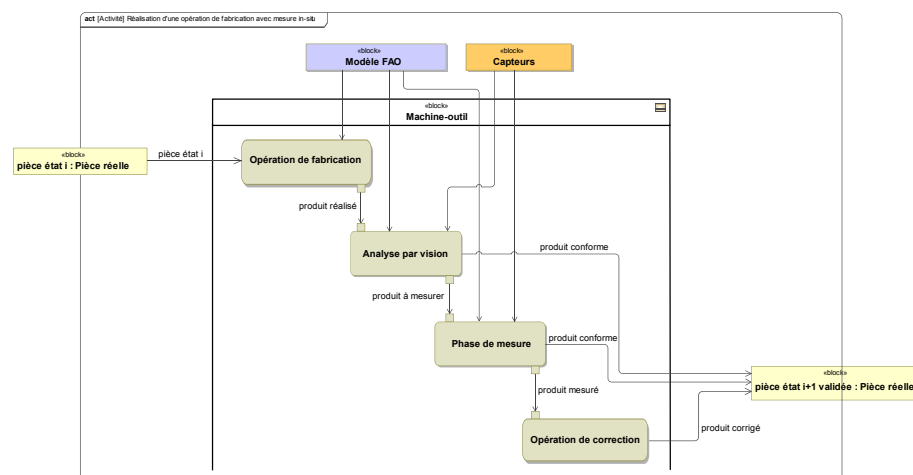 act [Activité] Réalisation d'une opération de fabrication avec mesure in-situ
«block»
Modèle FAO
«block»
Capteurs
«block»
Machine-outil
Opération de fabrication
«block»
pièce état i : Pièce réelle
pièce état i
produit réalisé
Analyse par vision
produit conforme
produit à mesurer
Phase de mesure
produit conforme
«block»
pièce état i+1 validée : Pièce réelle
produit mesuré
produit corrigé
Opération de correction